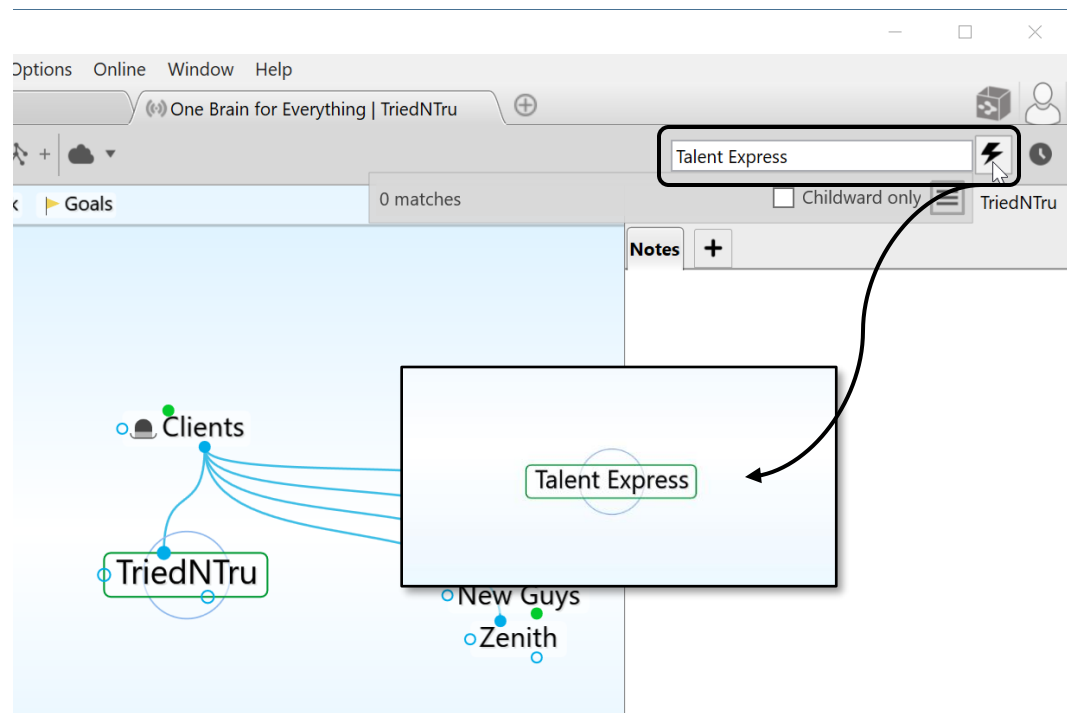 Options Online Window Help
One Brain for Everything | TriedNTru
Talent Express
Goals
0 matches
Childward only
TriedNTru
Notes
Clients
Talent Express
TriedNTru
New Guys
Zenith